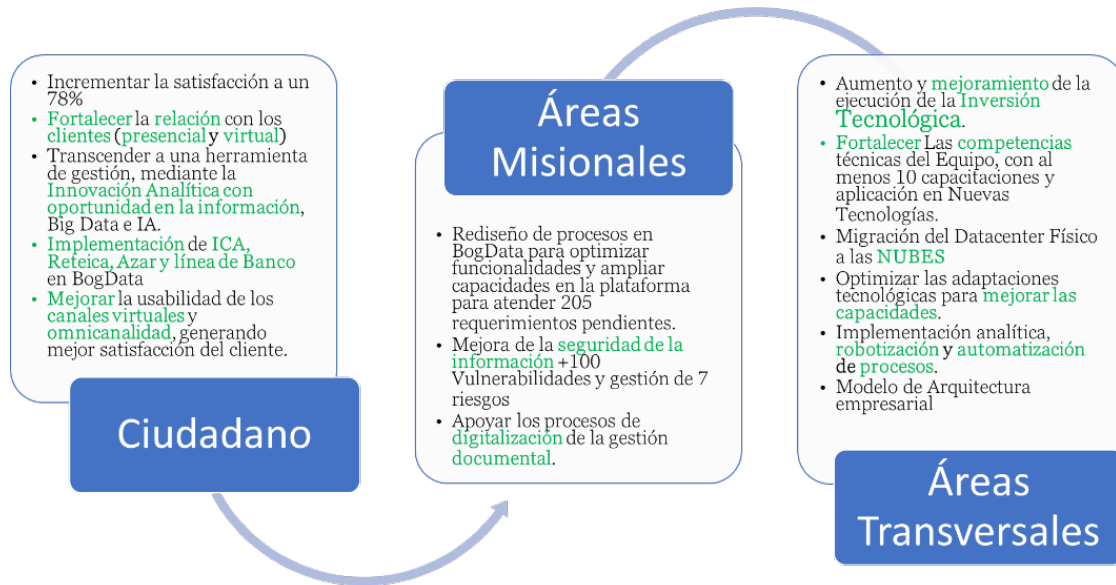 • Incrementar la satisfacción a un
78%
• Fortalecer la relación con los
clientes (presencial y virtual)
• Transcender a una herramienta
de gestión, mediante la
Innovación Analítica con
oportunidad en la información,
Big Data e IA.
• Implementación de ICA,
Reteica, Azar y línea de Banco
en BogData
• Mejorar la usabilidad de los
canales virtuales y
omnicanalidad, generando
mejor satisfacción del cliente.
Ciudadano
Áreas
Misionales
• Rediseño de procesos en
BogData para optimizar
funcionalidades y ampliar
capacidades en la plataforma
para atender 205
requerimientos pendientes.
• Mejora de la seguridad de la
información +100
Vulnerabilidades y gestión de 7
riesgos
• Apoyar los procesos de
digitalización de la gestión
documental.
• Aumento y mejoramiento de la
ejecución de la Inversión
Tecnológica.
• Fortalecer Las competencias
técnicas del Equipo, con al
menos 10 capacitaciones y
aplicación en Nuevas
Tecnologías.
• Migración del Datacenter Físico
a las NUBES
• Optimizar las adaptaciones
tecnológicas para mejorar las
capacidades.
• Implementación analítica,
robotización y automatización
de procesos.
• Modelo de Arquitectura
empresarial
Áreas
Transversales